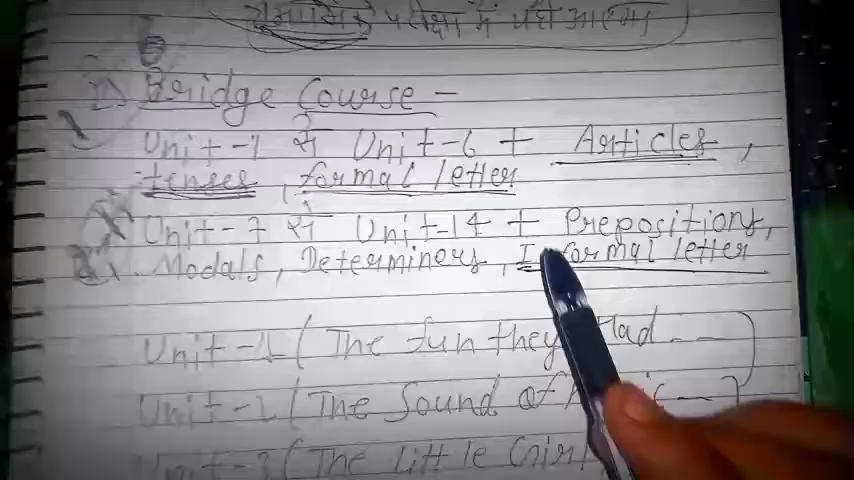 परीक्षा में
Bridge Course -
Unit-1 से Unit-6 + Articles,
tenses, formal letter
Unit-7 से Unit-14 + Prepositions,
Modals, Determiners, Informal letter
Unit-1 (The fun they Had --)
Unit-2 (The Sound of --)
Unit-3 (The Little Girl